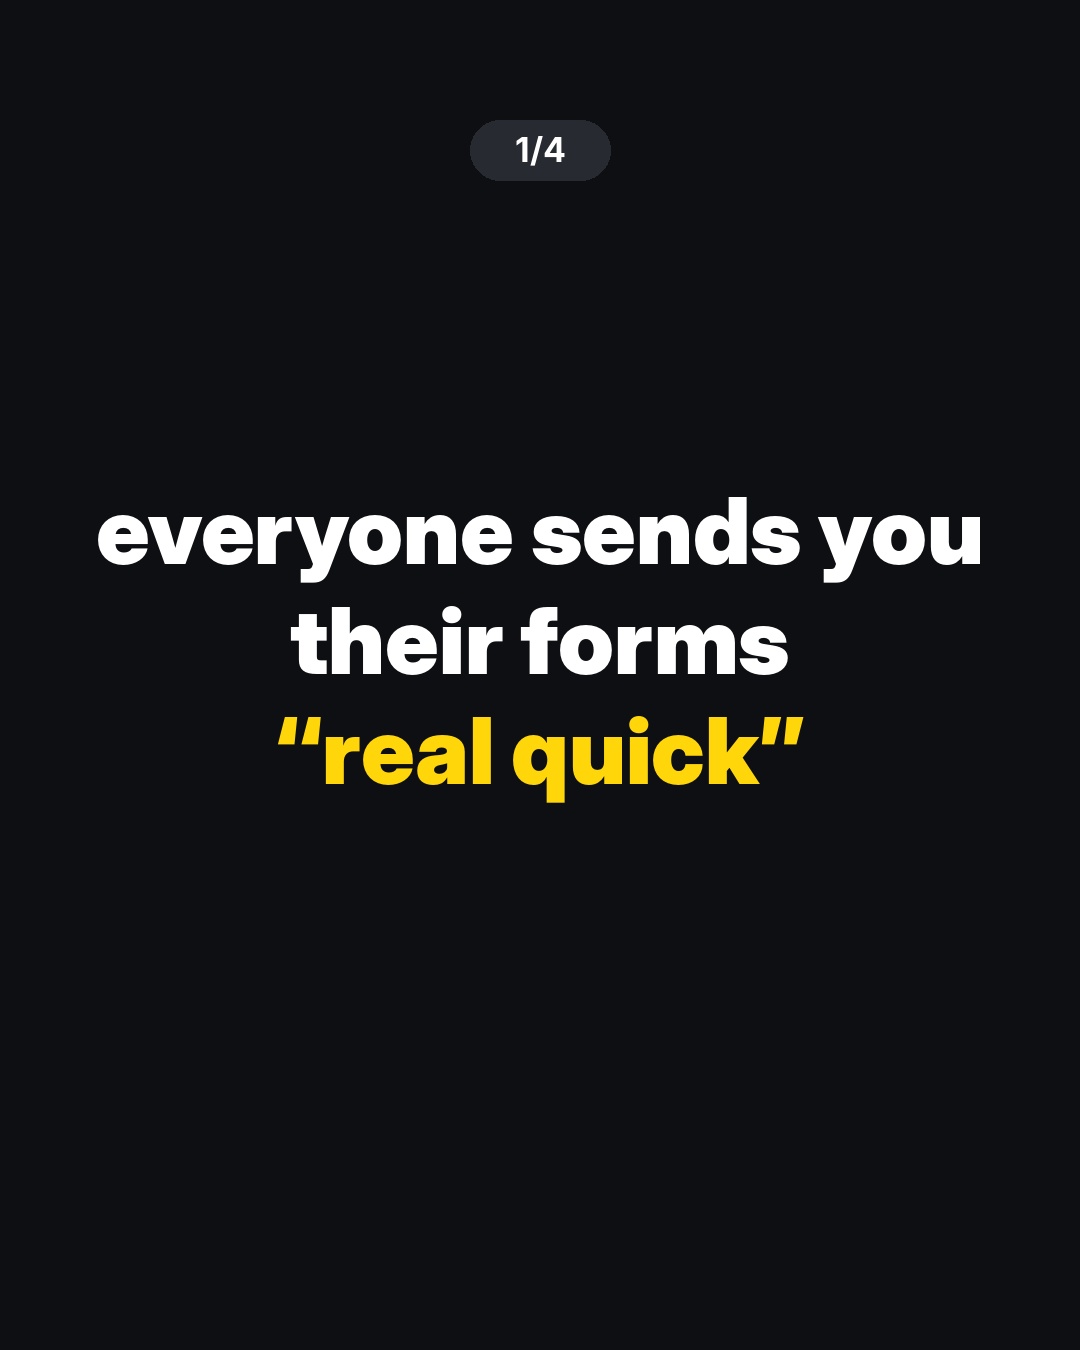 1/4
everyone sends you
their forms
“real quick”